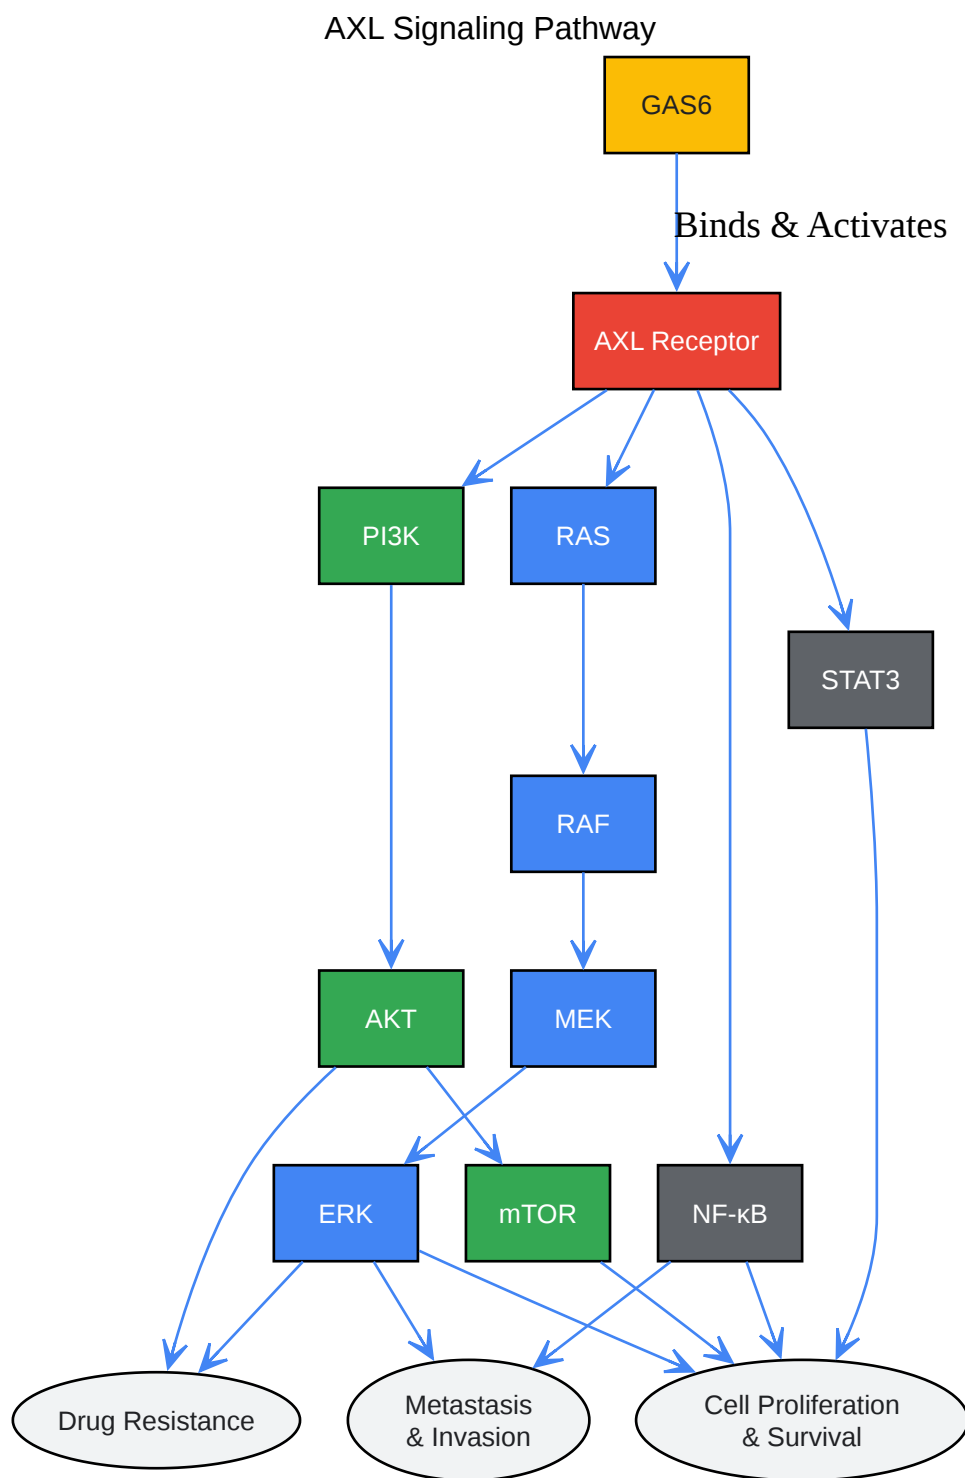 AXL Signaling Pathway
GAS6
Binds & Activates
AXL Receptor
PI3K
RAS
STAT3
RAF
AKT
MEK
ERK
mTOR
NF-κB
Drug Resistance
Metastasis
& Invasion
Cell Proliferation
& Survival